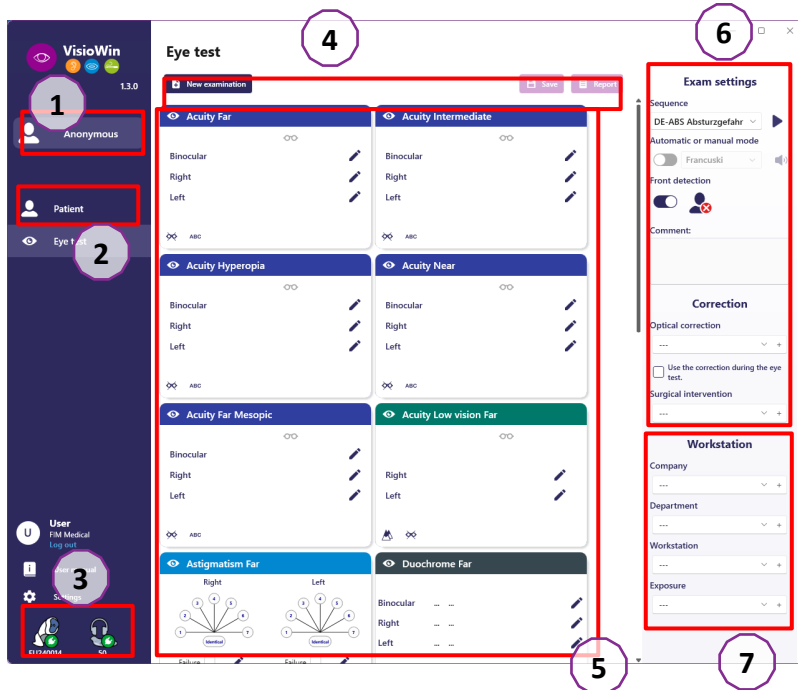 VisioWin
1.3.0
1
Anonymous
Patient
Eye test
2
User
U
FIM Medical
Log out
User manual
Settings
3
EU240014
50
Eye test
4
New examination
Save
Report
Acuity Far
Binocular
Right
Left
ABC
Acuity Intermediate
Binocular
Right
Left
ABC
Acuity Hyperopia
Binocular
Right
Left
ABC
Acuity Near
Binocular
Right
Left
ABC
Acuity Far Mesopic
Binocular
Right
Left
ABC
Acuity Low vision Far
Right
Left
Astigmatism Far
Right Left
1 2 3 4 5 6 7
Identical
1 2 3 4 5 6 7
Identical
Failure Failure
Duochrome Far
Binocular ... ...
Right ... ...
Left ... ...
5
6
Exam settings
Sequence
DE-ABS Absturzgefahr
Automatic or manual mode
Francuski
Front detection
Comment:
Correction
Optical correction
---
Use the correction during the eye
test.
Surgical intervention
---
Workstation
Company
---
Department
---
Workstation
---
Exposure
---
7